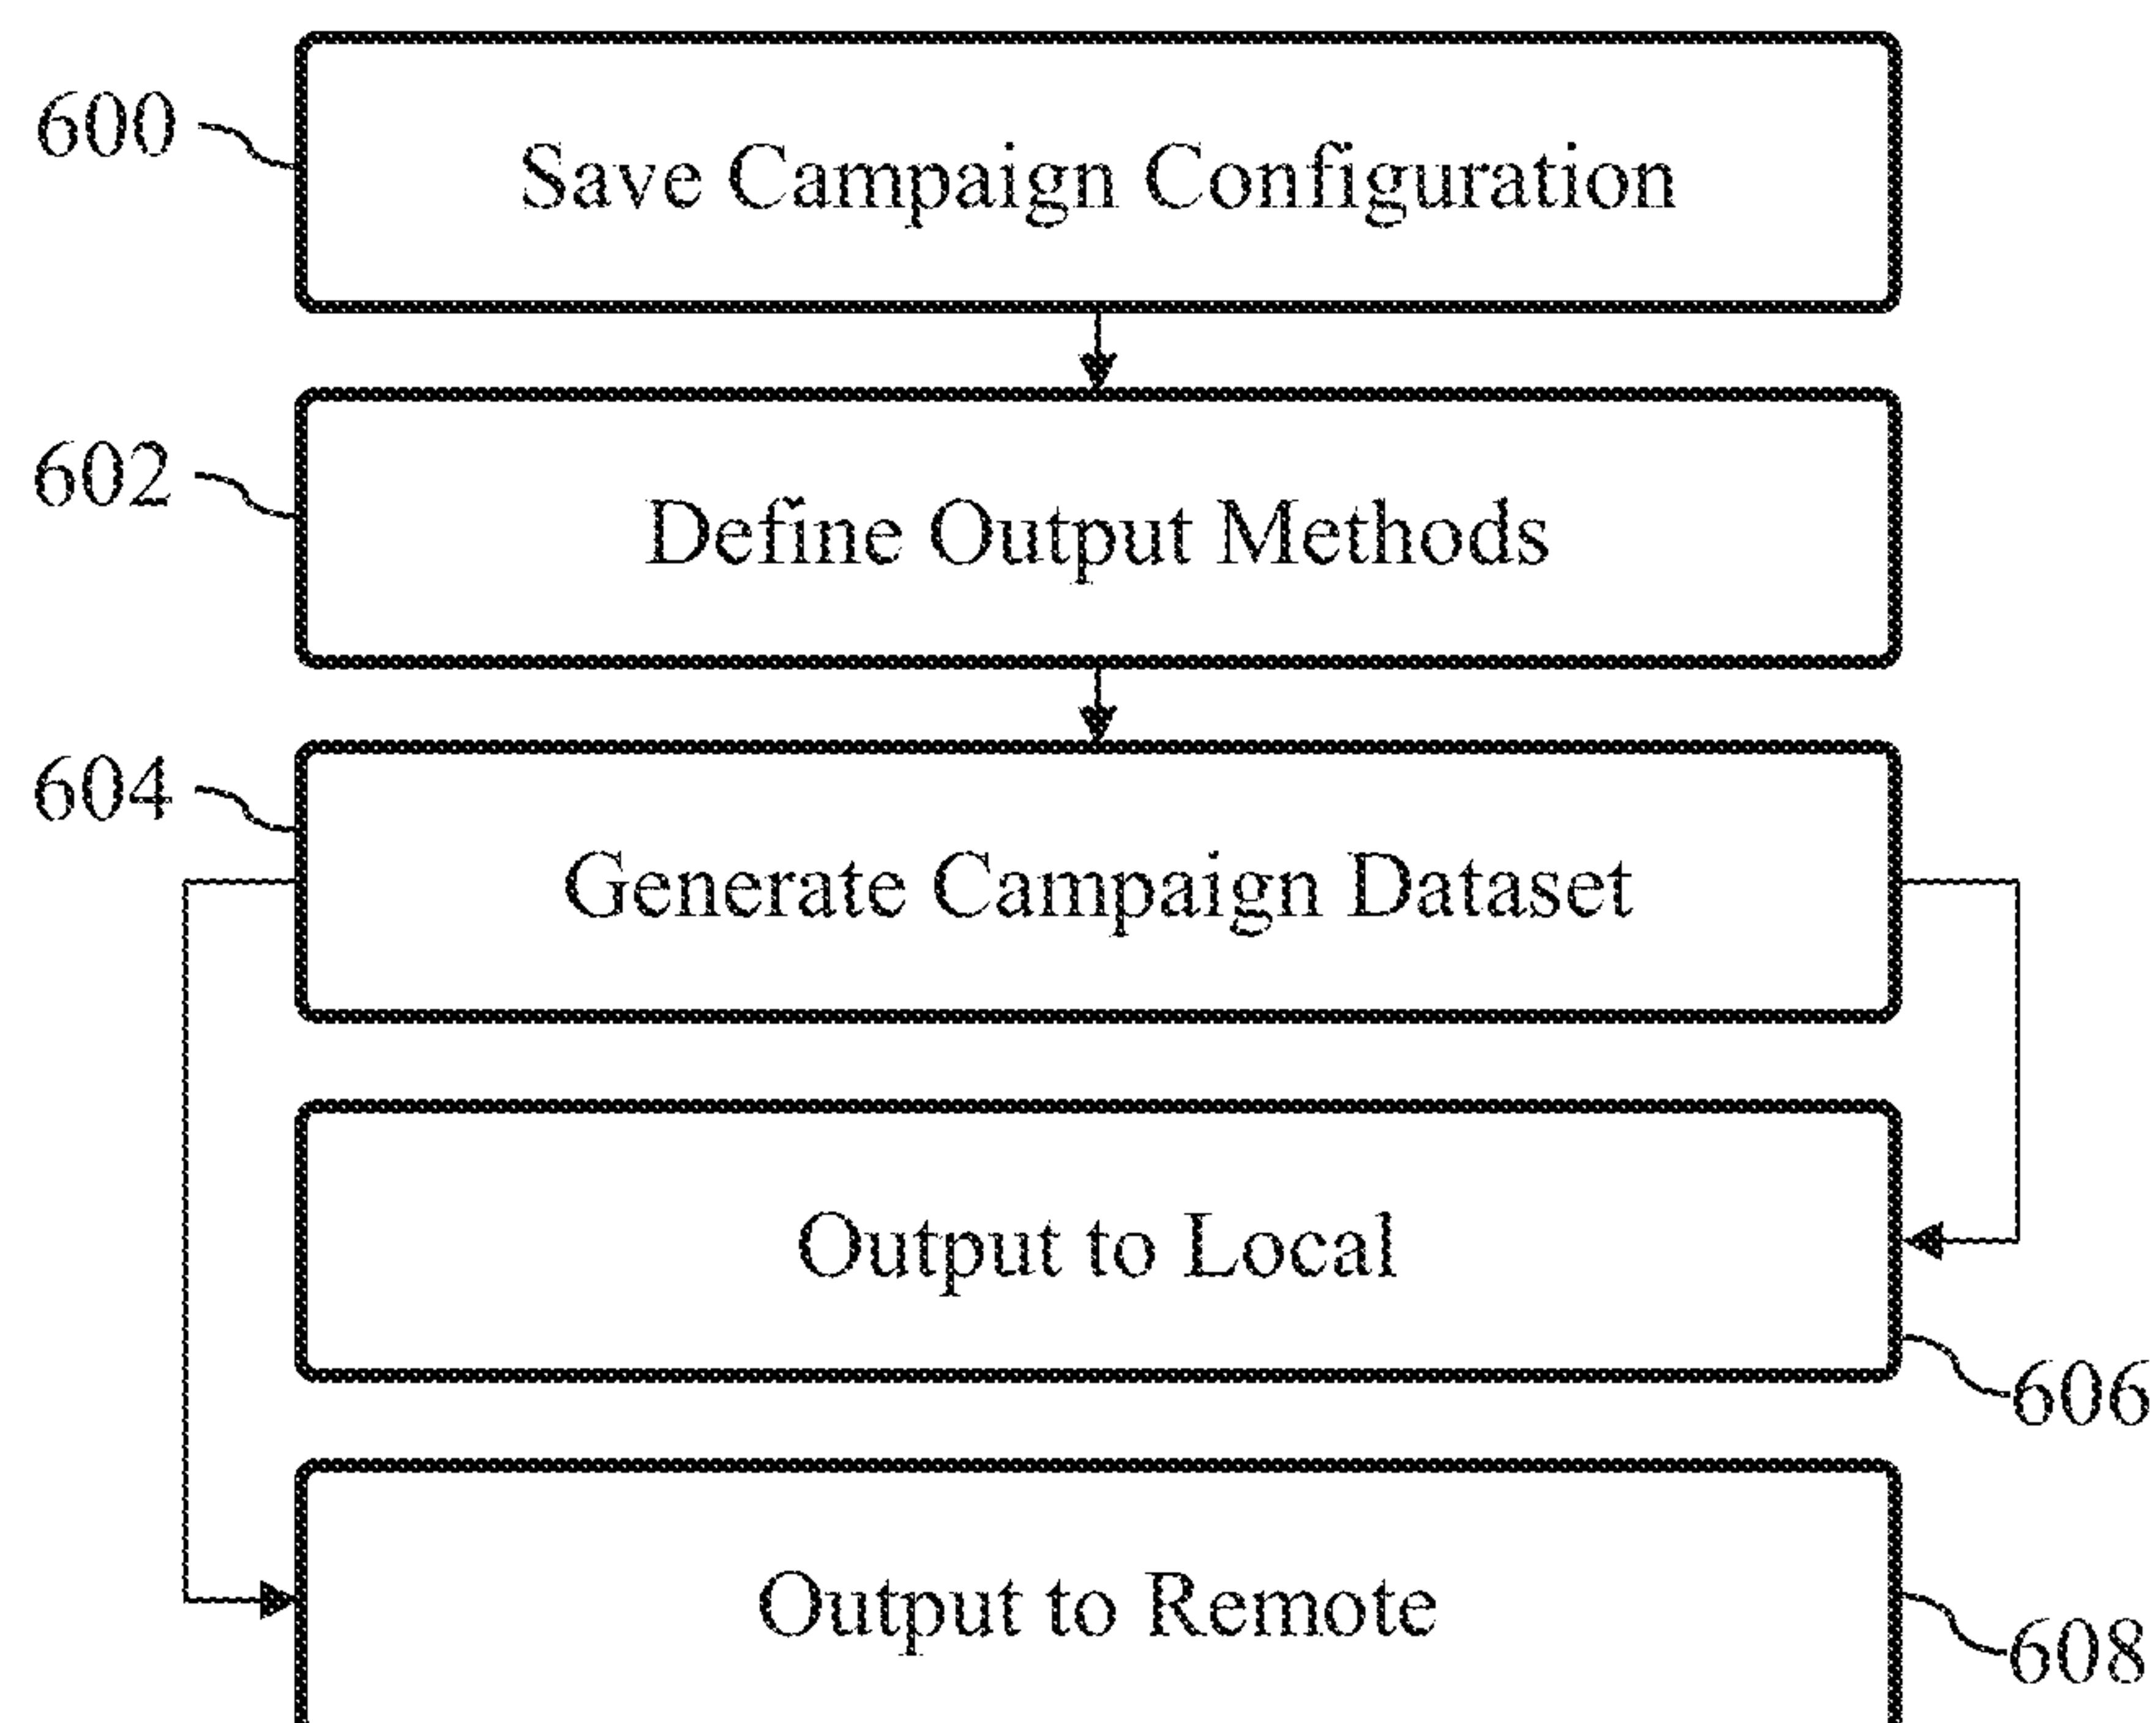 600
Save Campaign Configuration
602
Define Output Methods
604
Generate Campaign Dataset
Output to Local
606
Output to Remote
608